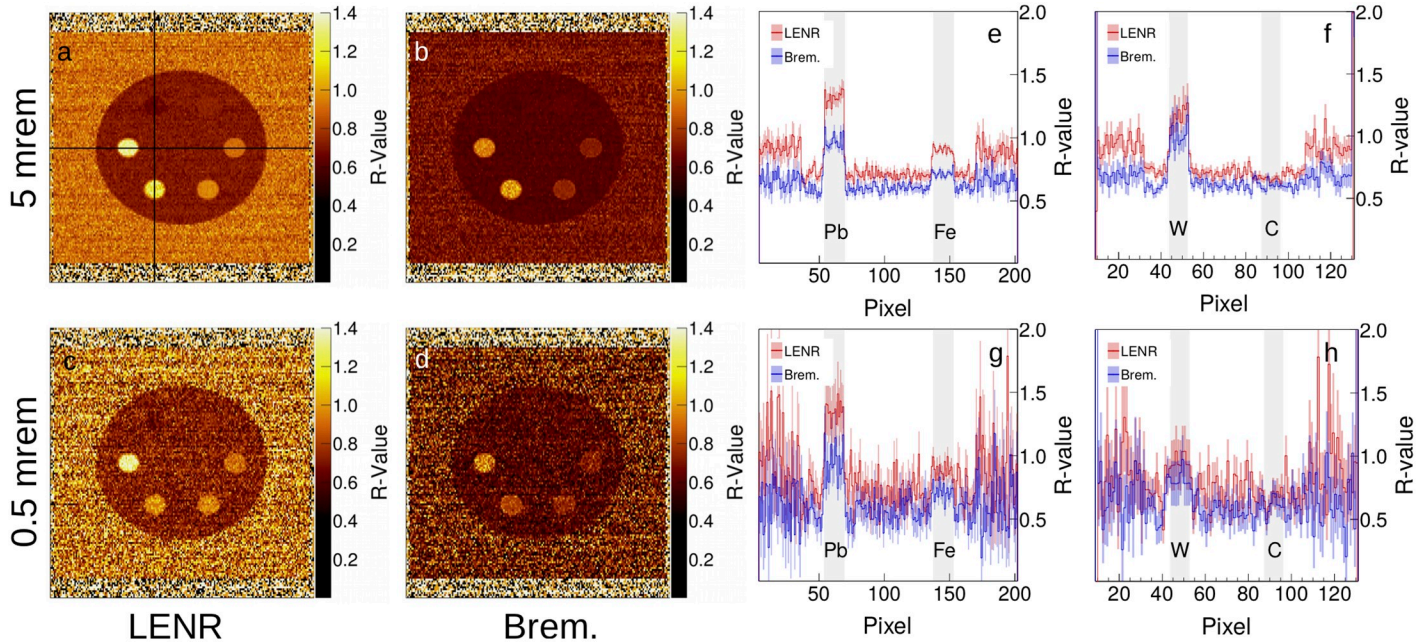 5 mrem
a
1.4
1.2
1.0
0.8
0.6
0.4
0.2
R-Value
b
1.4
1.2
1.0
0.8
0.6
0.4
0.2
R-Value
e
LENR
Brem.
2.0
1.5
1.0
0.5
R-value
Pb
Fe
50
100
150
200
Pixel
f
LENR
Brem.
2.0
1.5
1.0
0.5
R-value
W
C
20
40
60
80
100
120
Pixel
0.5 mrem
c
1.4
1.2
1.0
0.8
0.6
0.4
0.2
R-Value
d
1.4
1.2
1.0
0.8
0.6
0.4
0.2
R-Value
g
LENR
Brem.
2.0
1.5
1.0
0.5
R-value
Pb
Fe
50
100
150
200
Pixel
h
LENR
Brem.
2.0
1.5
1.0
0.5
R-value
W
C
20
40
60
80
100
120
Pixel
LENR
Brem.